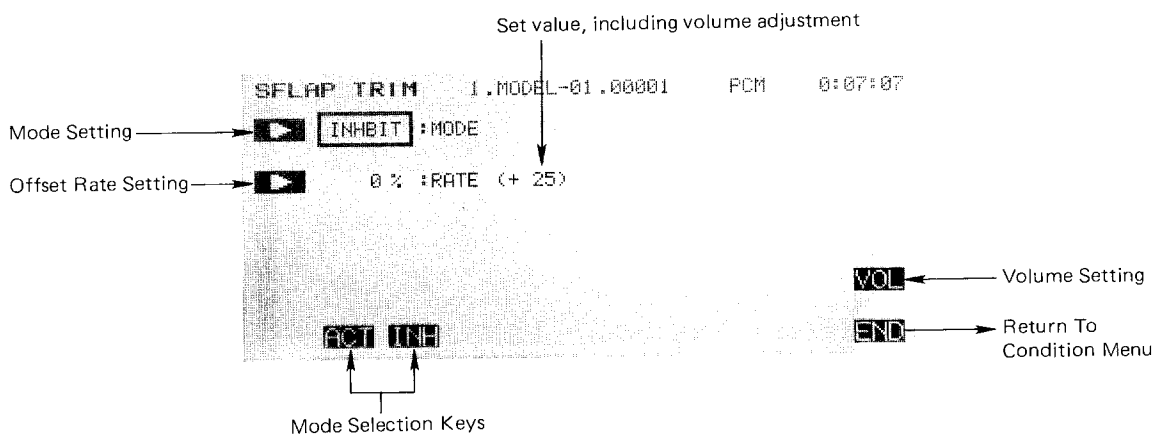 Set value, including volume adjustment
SFLAP TRIM 1.MODEL-01.00001 PCM 0:07:07
Mode Setting INHBIT :MODE
Offset Rate Setting 0 % :RATE (+ 25)
VOL Volume Setting
ACT INH END Return To
Condition Menu
Mode Selection Keys